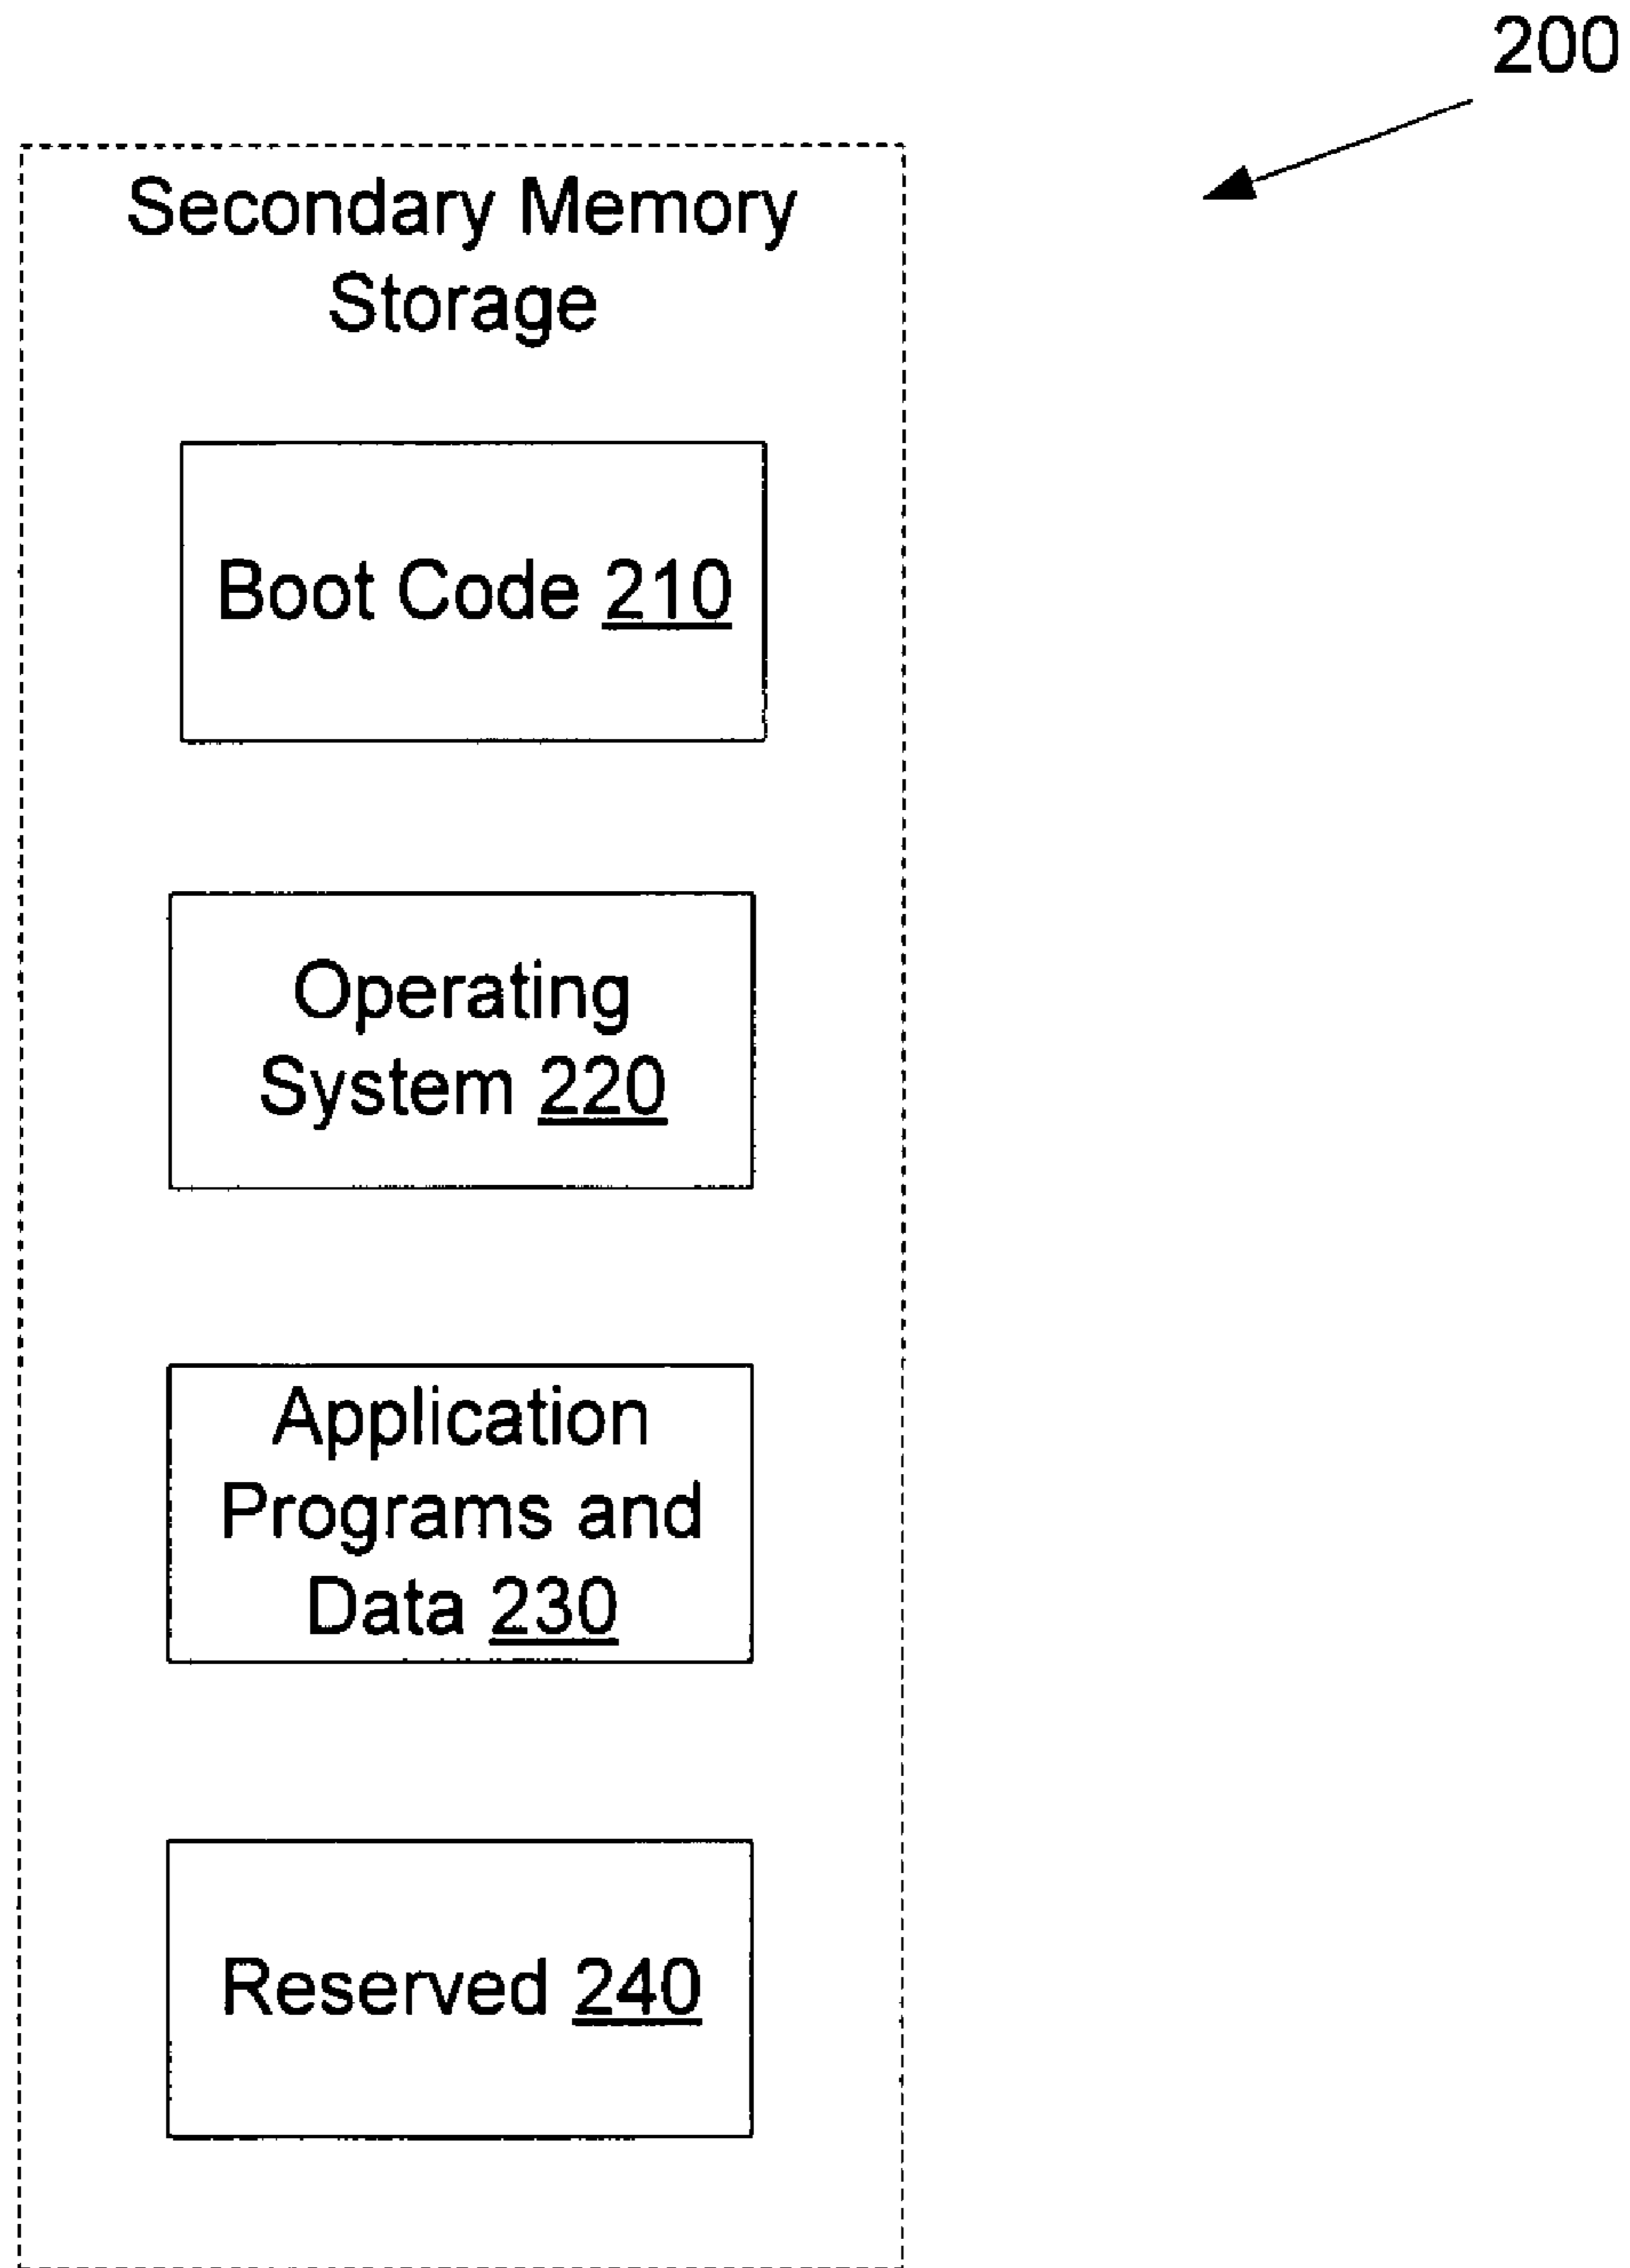 200
Secondary Memory
Storage
Boot Code 210
Operating
System 220
Application
Programs and
Data 230
Reserved 240